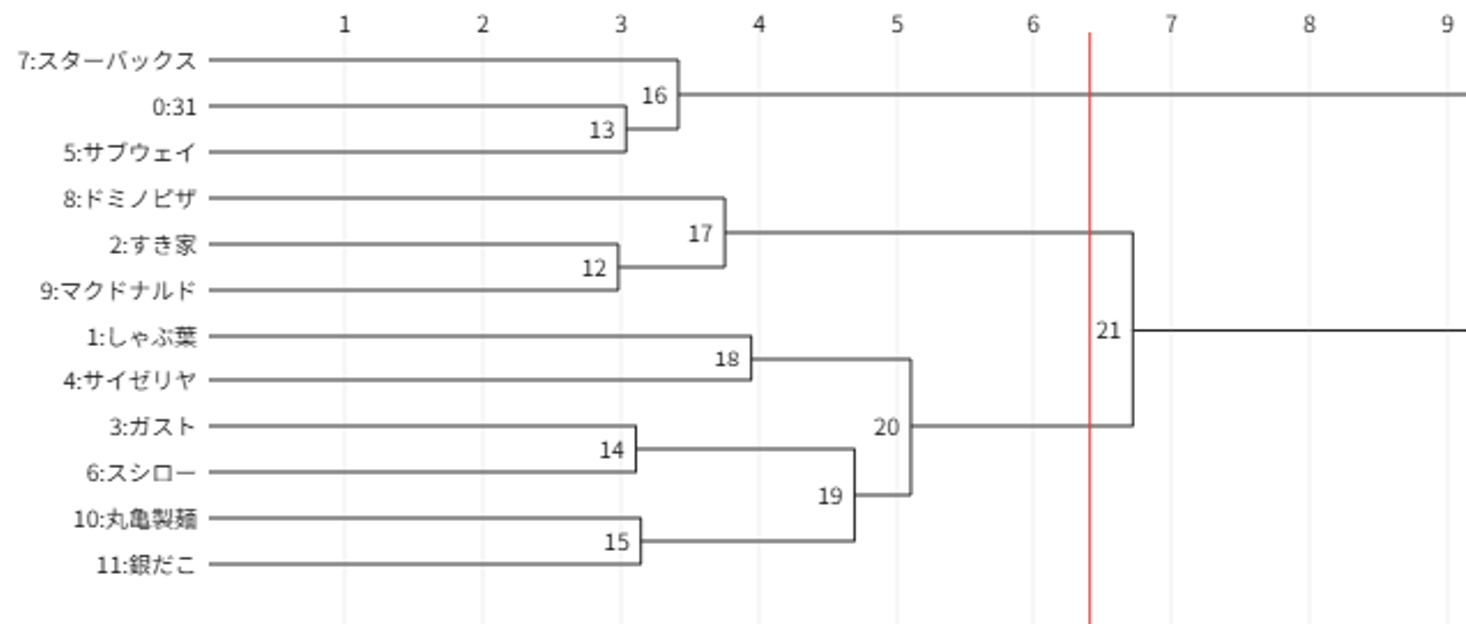 1 2 3 4 5 6 7 8 9
7:スターバックス
16
0:31
13
5:サブウェイ
8:ドミノピザ
17
2:すき家
12
9:マクドナルド
1:しゃぶ葉
21
18
4:サイゼリヤ
3:ガスト
20
14
6:スシロー
19
10:丸亀製麺
15
11:銀だこ